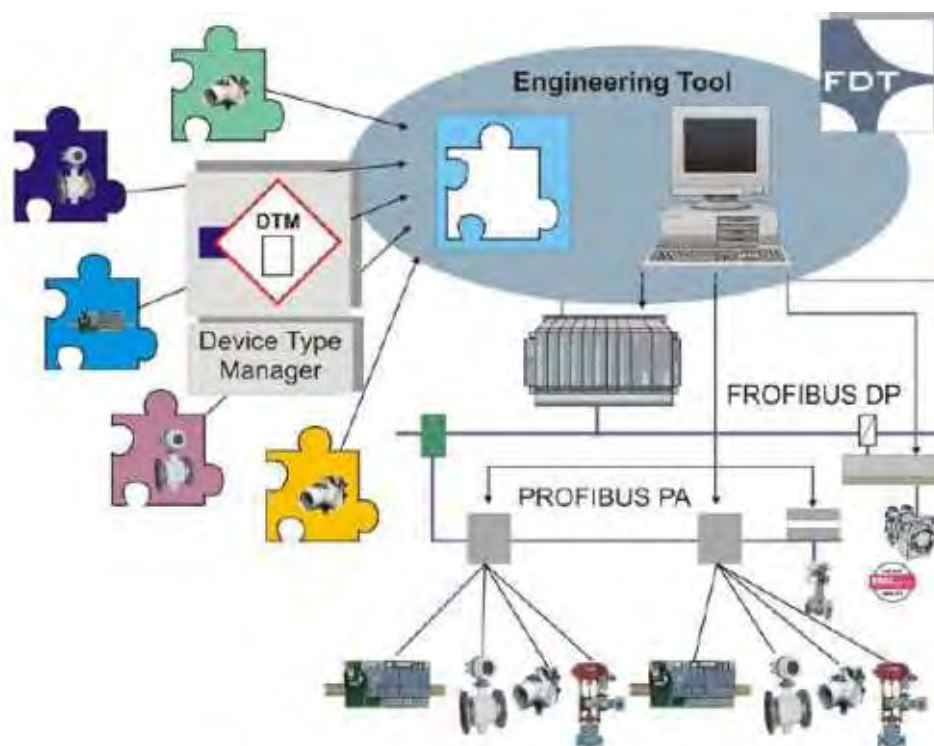 Engineering Tool
FDT
DTM
Device Type
Manager
FROFIBUS DP
PROFIBUS PA